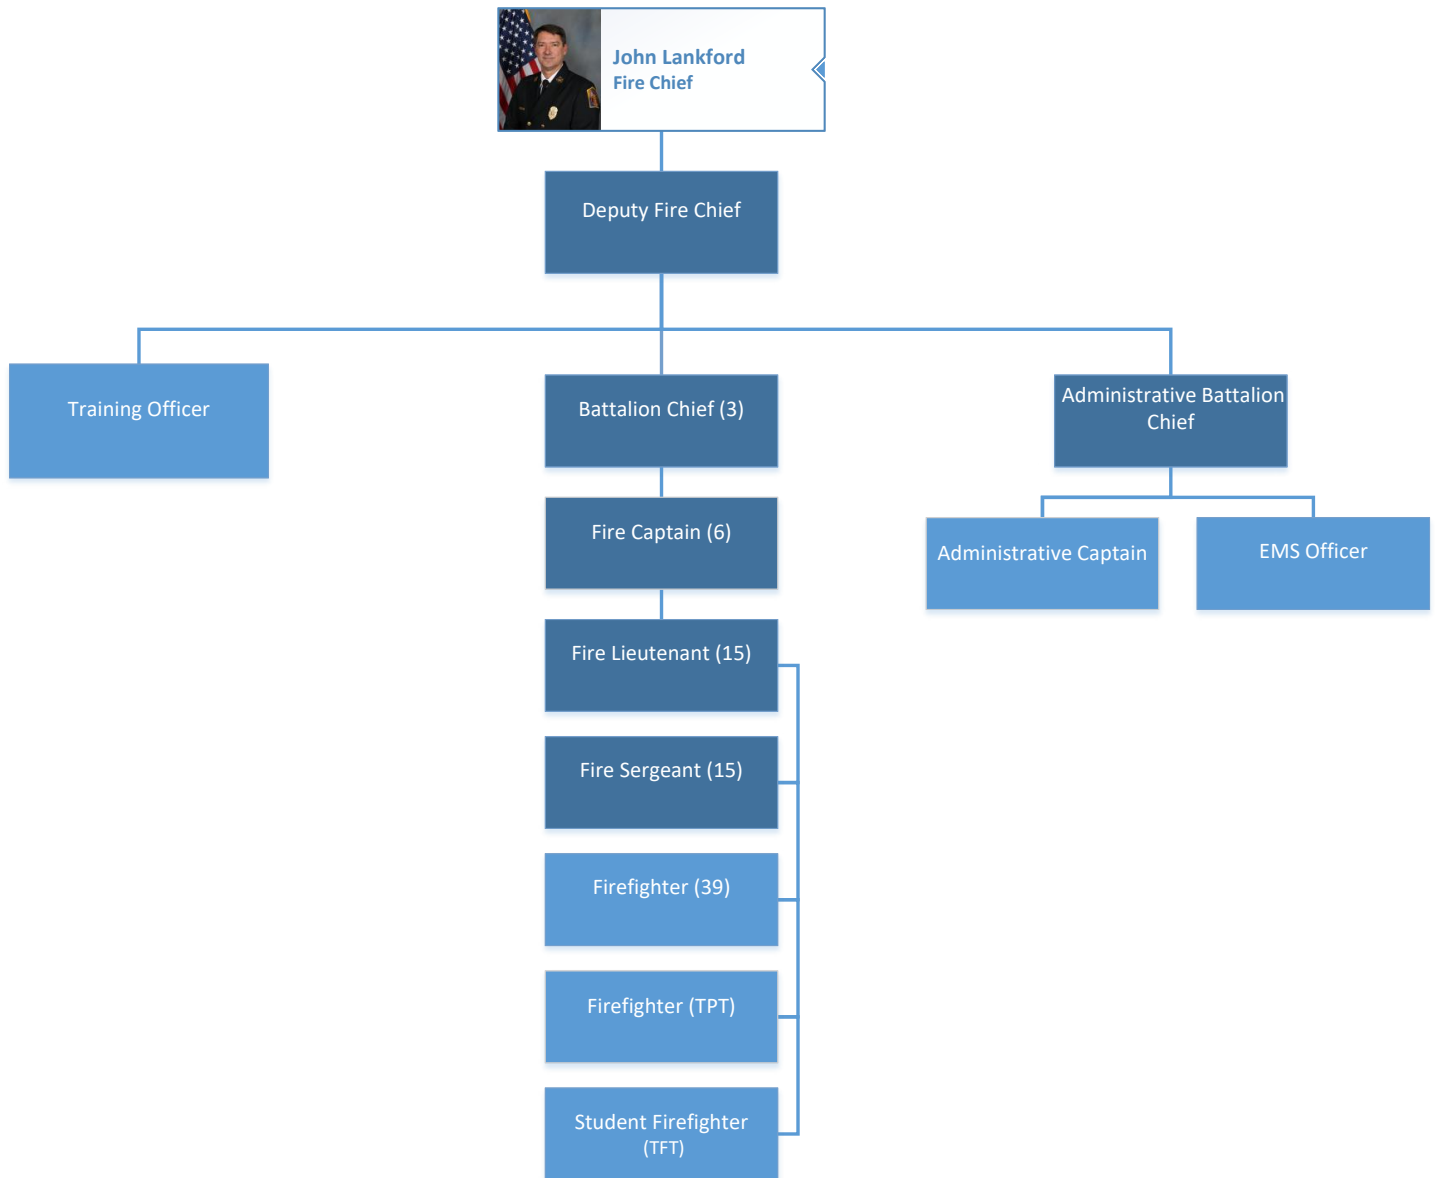 John Lankford
Fire Chief
Deputy Fire Chief
Training Officer
Battalion Chief (3)
Administrative Battalion
Chief
Fire Captain (6)
Administrative Captain
EMS Officer
Fire Lieutenant (15)
Fire Sergeant (15)
Firefighter (39)
Firefighter (TPT)
Student Firefighter
(TFT)